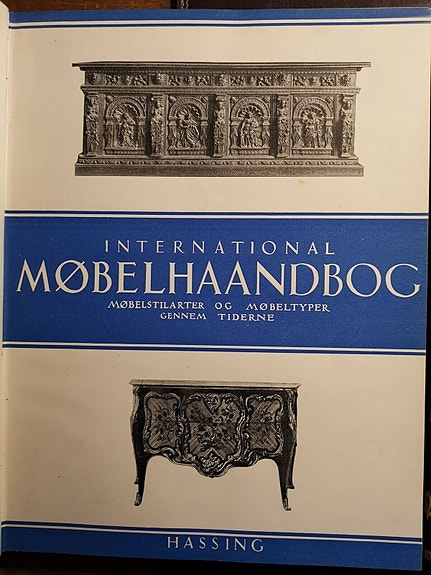 INTERNATIONAL
MØBELHAANDBOG
MØBELSTILARTER OG MØBELTYPER
GENNEM TIDERNE
HASSING